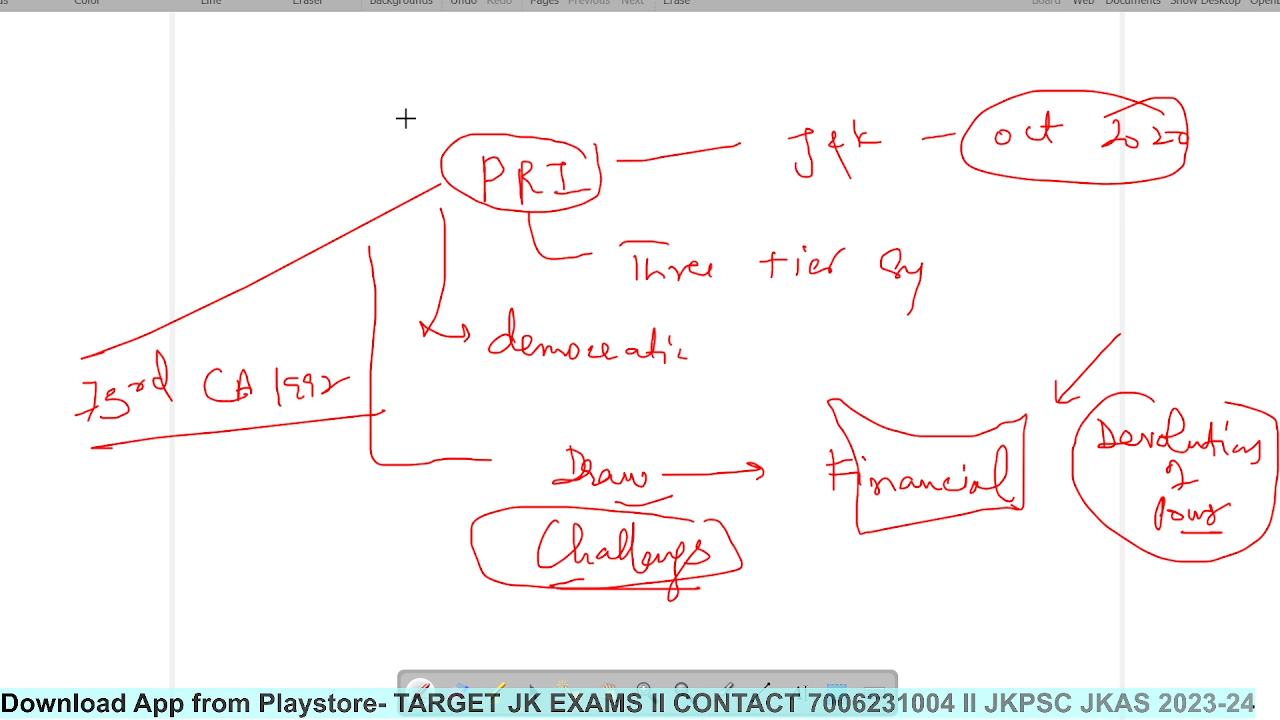 Color Line Eraser Backgrounds Undo Redo Pages Previous Next Erase Board Web Documents Show Desktop
PRI
J&k
oct 2020
Three tier Sy
democratic
73rd CA 1992
Draw
Financial
Devolution
of
Power
Challenges
Download App from Playstore- TARGET JK EXAMS II CONTACT 7006231004 II JKPSC JKAS 2023-24